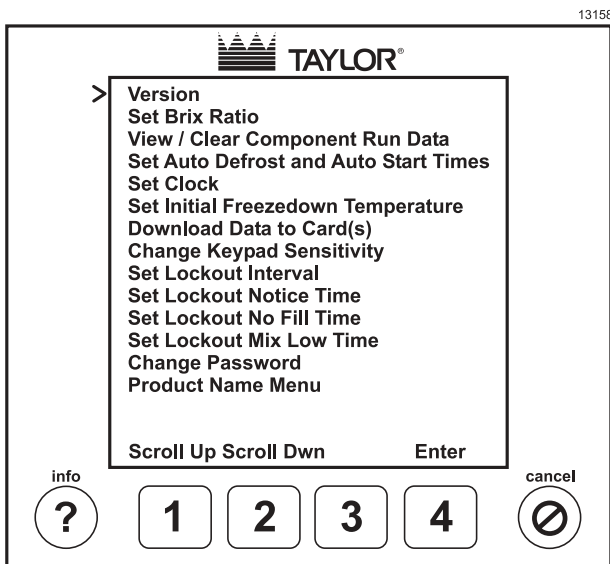 13158
TAYLOR®
> Version
Set Brix Ratio
View / Clear Component Run Data
Set Auto Defrost and Auto Start Times
Set Clock
Set Initial Freezedown Temperature
Download Data to Card(s)
Change Keypad Sensitivity
Set Lockout Interval
Set Lockout Notice Time
Set Lockout No Fill Time
Set Lockout Mix Low Time
Change Password
Product Name Menu
Scroll Up Scroll Dwn Enter
info cancel
? 1 2 3 4